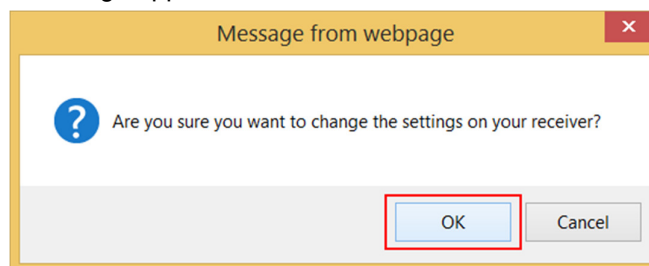 Message from webpage
Are you sure you want to change the settings on your receiver?
OK Cancel